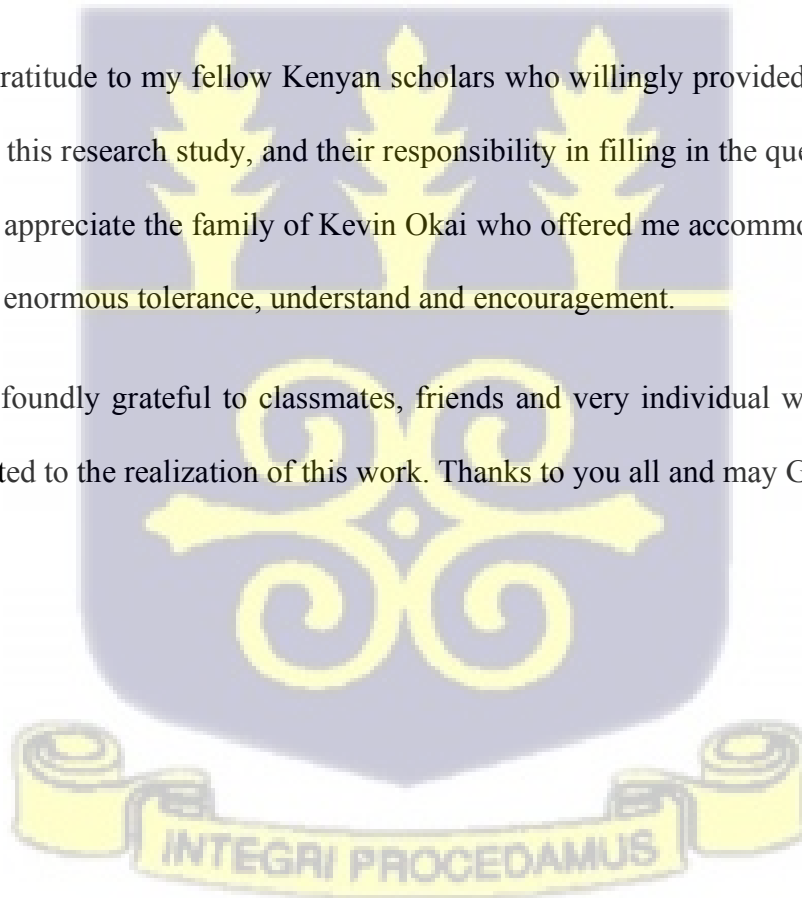 ratitude to my fellow Kenyan scholars who willingly provided
this research study, and their responsibility in filling in the que
appreciate the family of Kevin Okai who offered me accommo
enormous tolerance, understand and encouragement.
foundly grateful to classmates, friends and very individual w
ted to the realization of this work. Thanks to you all and may G
INTEGRI PROCEDAMUS